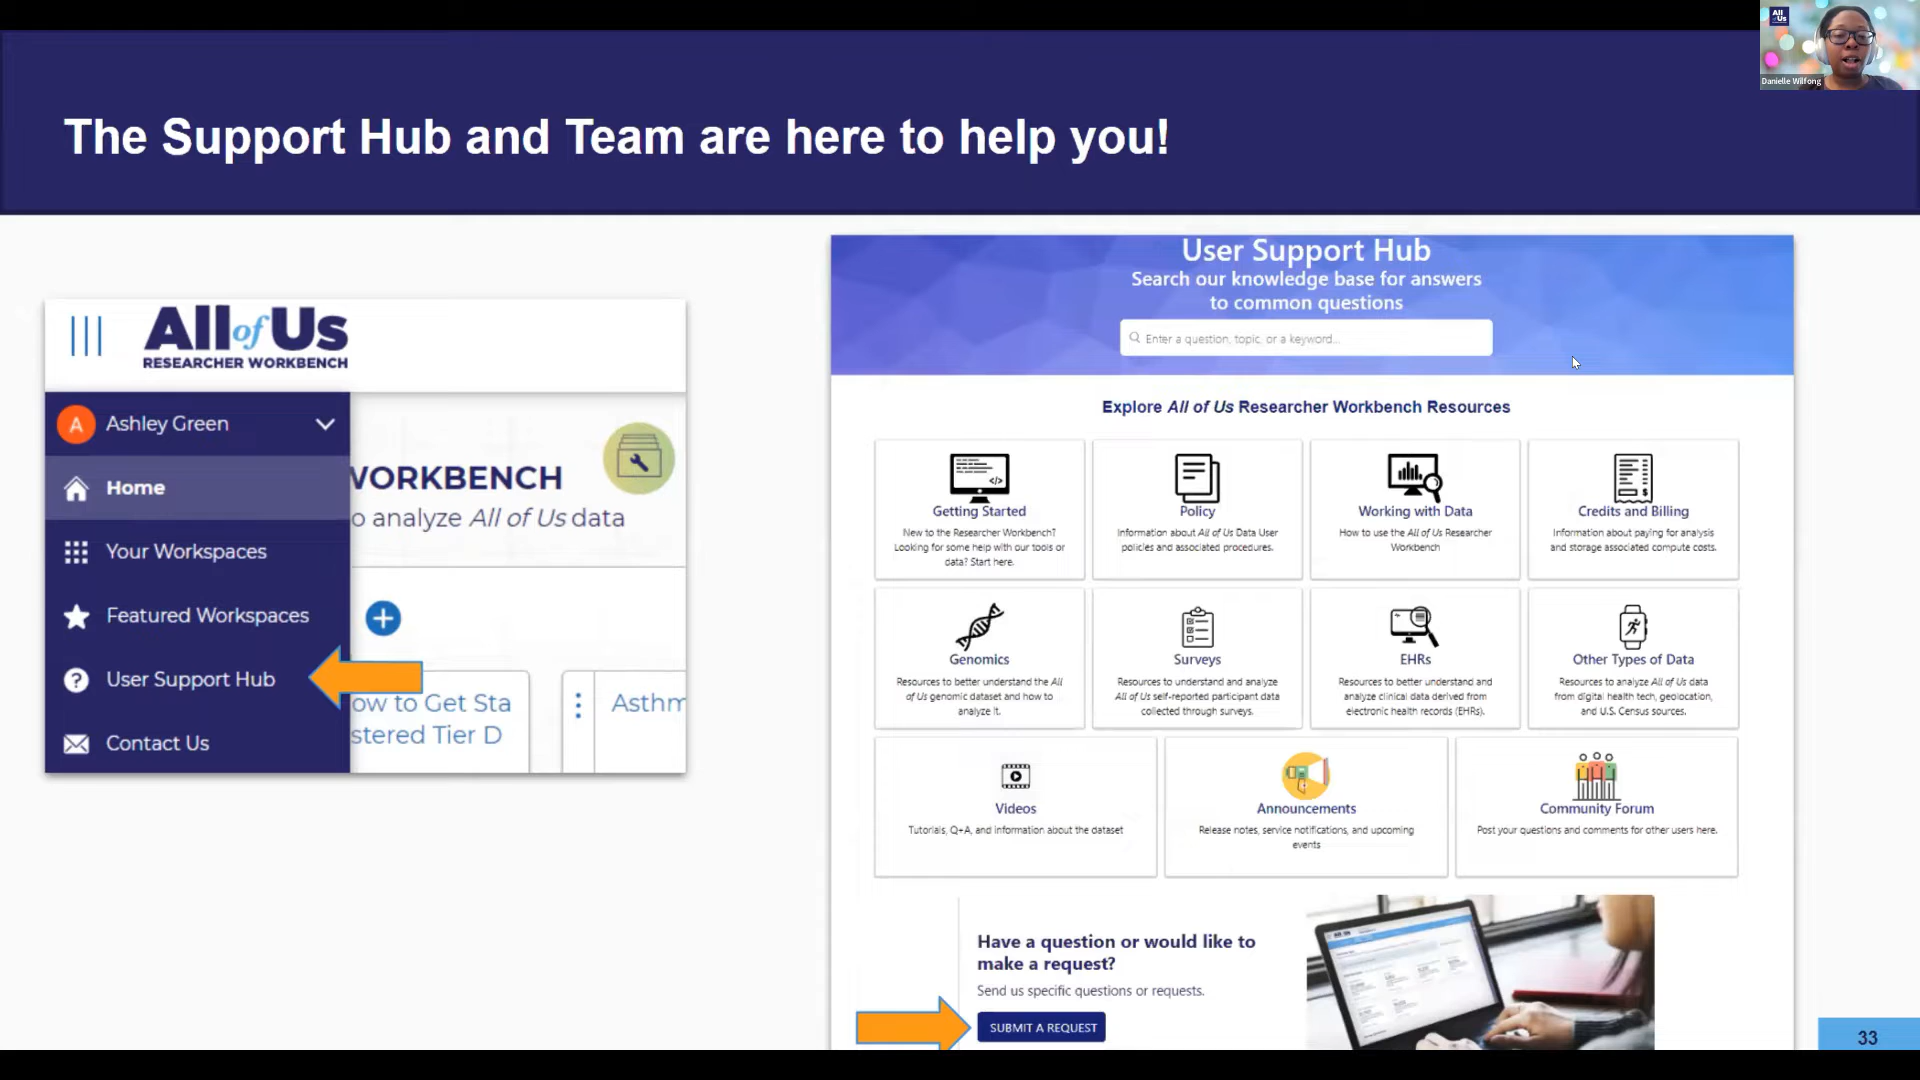 All
of Us
Danielle Wilfong
The Support Hub and Team are here to help you!
All of Us
RESEARCHER WORKBENCH
A Ashley Green
Home
Your Workspaces
Featured Workspaces
? User Support Hub
Contact Us
WORKBENCH
o analyze All of Us data
ow to Get Sta
stered Tier D
Asthm
User Support Hub
Search our knowledge base for answers
to common questions
Enter a question, topic, or a keyword...
Explore All of Us Researcher Workbench Resources
Getting Started
New to the Researcher Workbench?
Looking for some help with our tools or
data? Start here.
Policy
Information about All of Us Data User
policies and associated procedures.
Working with Data
How to use the All of Us Researcher
Workbench
Credits and Billing
Information about paying for analysis
and storage associated compute costs.
Genomics
Resources to better understand the All
of Us genomic dataset and how to
analyze it.
Surveys
Resources to understand and analyze
All of Us self-reported participant data
collected through surveys.
EHRs
Resources to better understand and
analyze clinical data derived from
electronic health records (EHRs).
Other Types of Data
Resources to analyze All of Us data
from digital health tech, geolocation,
and U.S. Census sources.
Videos
Tutorials, Q+A, and information about the dataset
Announcements
Release notes, service notifications, and upcoming
events
Community Forum
Post your questions and comments for other users here.
Have a question or would like to
make a request?
Send us specific questions or requests.
SUBMIT A REQUEST
33